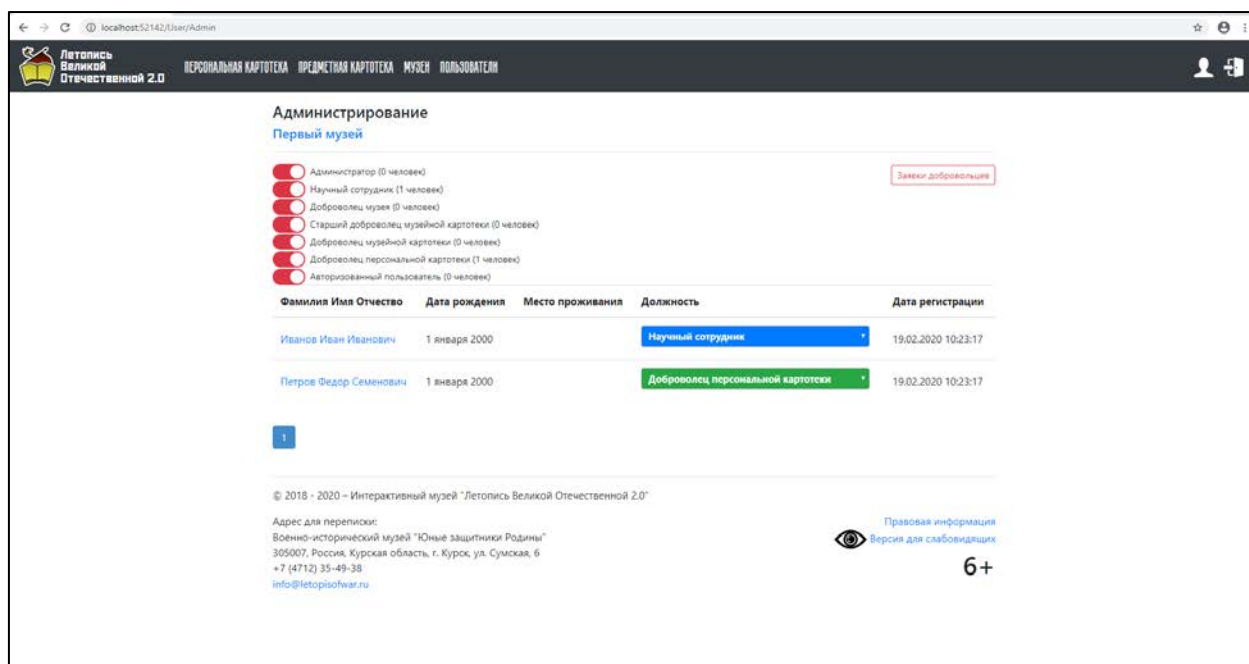 localhost:52142/User/Admin
Летопись
Великой
Отечественной 2.0
ПЕРСОНАЛЬНАЯ КАРТОТЕКА ПРЕДМЕТНАЯ КАРТОТЕКА МУЗЕИ ПОЛЬЗОВАТЕЛИ
Администрирование
Первый музей
Администратор (0 человек)
Заявки добровольцев
Научный сотрудник (1 человек)
Доброволец музея (0 человек)
Старший доброволец музейной картотеки (0 человек)
Доброволец музейной картотеки (0 человек)
Доброволец персональной картотеки (1 человек)
Авторизованный пользователь (0 человек)
Фамилия Имя Отчество Дата рождения Место проживания Должность Дата регистрации
Иванов Иван Иванович 1 января 2000 Научный сотрудник 19.02.2020 10:23:17
Петров Федор Семенович 1 января 2000 Доброволец персональной картотеки 19.02.2020 10:23:17
1
© 2018 - 2020 – Интерактивный музей "Летопись Великой Отечественной 2.0"
Адрес для переписки:
Военно-исторический музей "Юные защитники Родины"
305007, Россия, Курская область, г. Курск, ул. Сумская, 6
+7 (4712) 35-49-38
info@letopisofwar.ru
Правовая информация
Версия для слабовидящих
6+